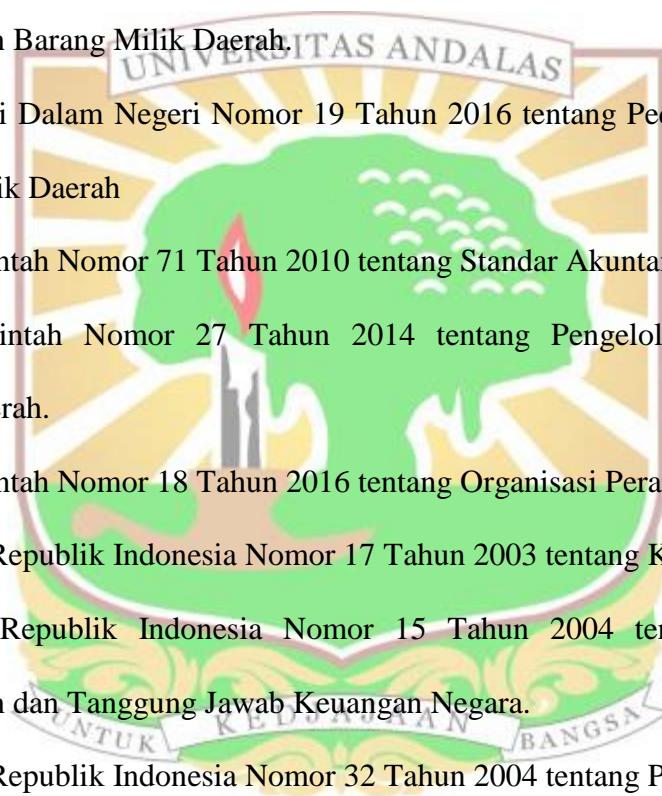 n Barang Milik Daerah.
UNIVERSITAS ANDALAS
i Dalam Negeri Nomor 19 Tahun 2016 tentang Pe
ik Daerah
ntah Nomor 71 Tahun 2010 tentang Standar Akunta
intah Nomor 27 Tahun 2014 tentang Pengelol
erah.
ntah Nomor 18 Tahun 2016 tentang Organisasi Pera
Republik Indonesia Nomor 17 Tahun 2003 tentang K
Republik Indonesia Nomor 15 Tahun 2004 ten
n dan Tanggung Jawab Keuangan Negara.
UNTUK KEDJAJAAN BANGSA
Republik Indonesia Nomor 32 Tahun 2004 tentang P